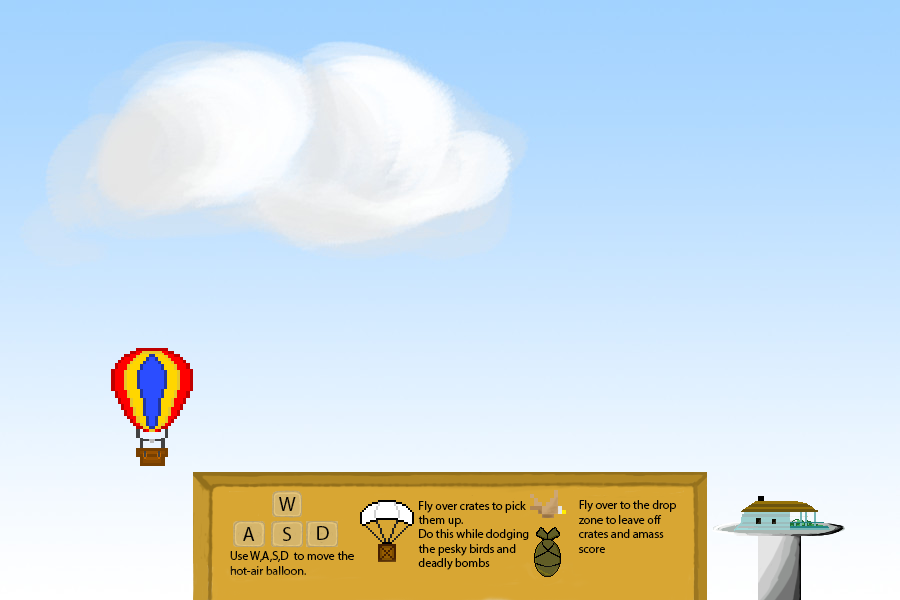 W
A S D
Use W,A,S,D to move the
hot-air balloon.
Fly over crates to pick
them up.
Do this while dodging
the pesky birds and
deadly bombs
Fly over to the drop
zone to leave off
crates and amass
score